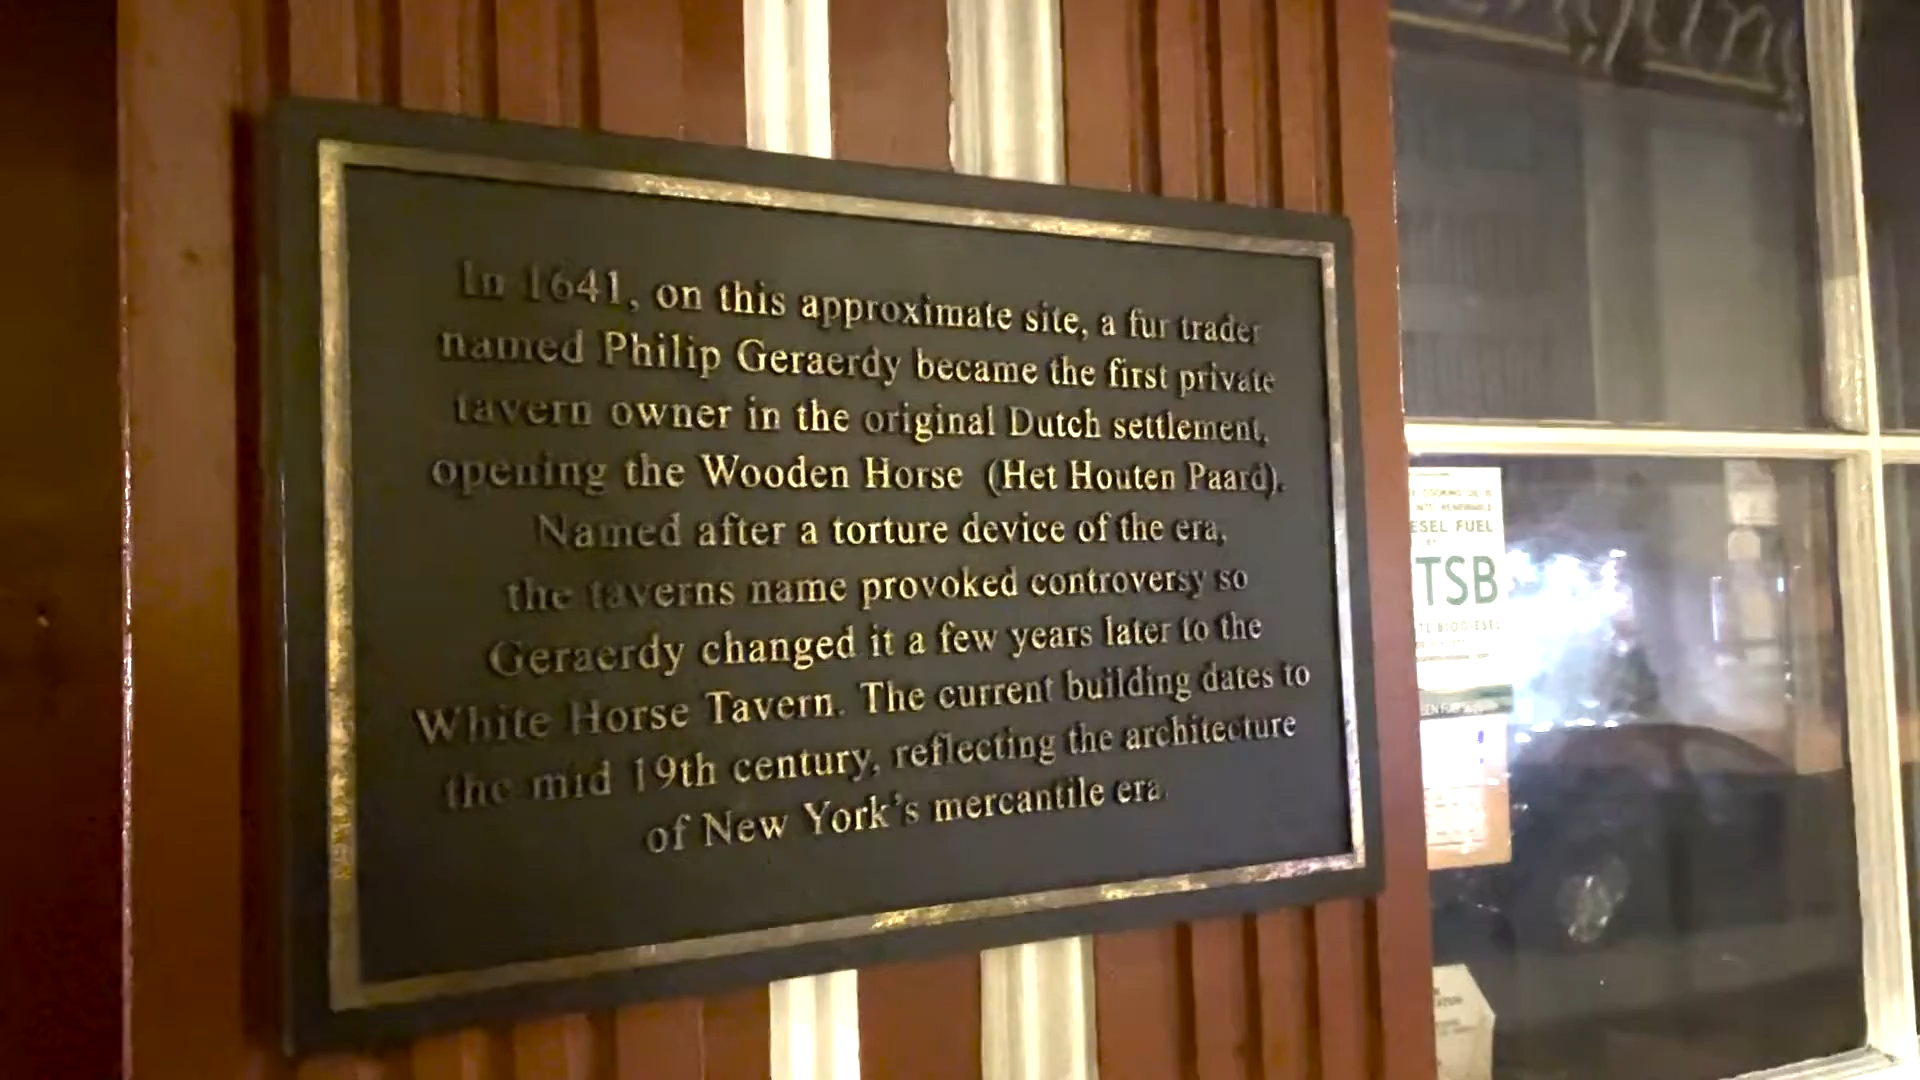 In 1641, on this approximate site, a fur trader
named Philip Geraerdy became the first private
tavern owner in the original Dutch settlement,
opening the Wooden Horse (Het Houten Paard).
Named after a torture device of the era,
the taverns name provoked controversy so
Geraerdy changed it a few years later to the
White Horse Tavern. The current building dates to
the mid 19th century, reflecting the architecture
of New York's mercantile era.
ESEL FUEL
TSB